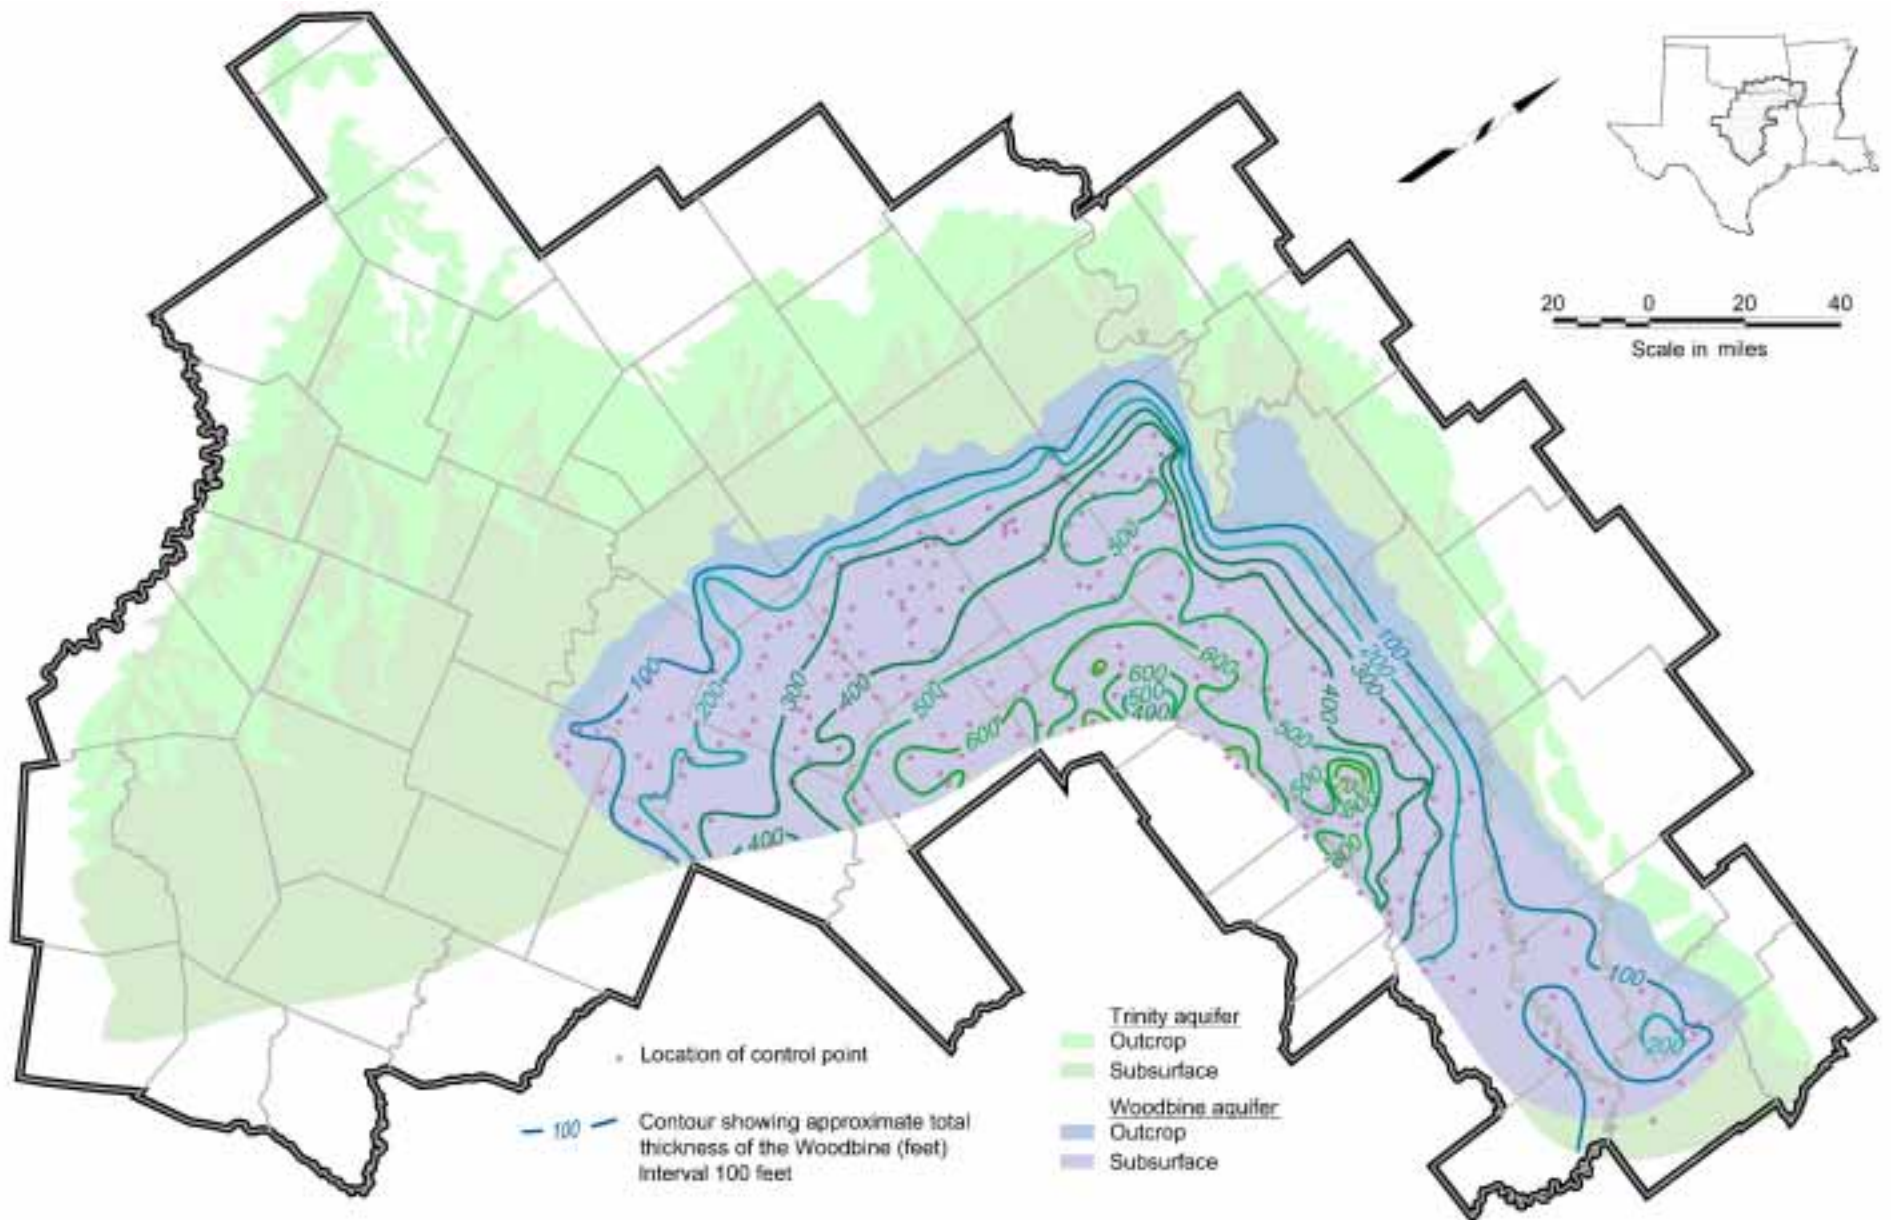 20 0 20 40
Scale in miles
500
100
200
300
400
500
600
600
600
500
400
100
200
300
400
500
500
400
800
100
200
Location of control point
100
Contour showing approximate total
thickness of the Woodbine (feet)
Interval 100 feet
Trinity aquifer
Outcrop
Subsurface
Woodbine aquifer
Outcrop
Subsurface